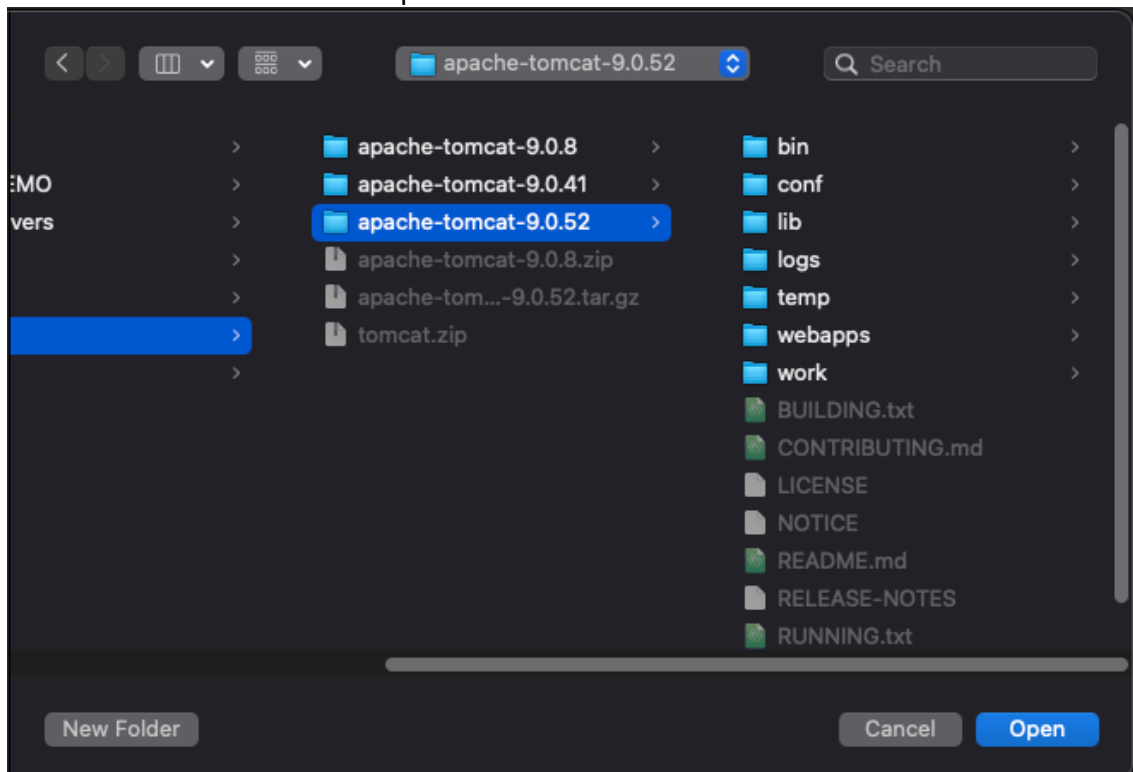 apache-tomcat-9.0.52
Search
EMO
vers
apache-tomcat-9.0.8
apache-tomcat-9.0.41
apache-tomcat-9.0.52
apache-tomcat-9.0.8.zip
apache-tom...-9.0.52.tar.gz
tomcat.zip
bin
conf
lib
logs
temp
webapps
work
BUILDING.txt
CONTRIBUTING.md
LICENSE
NOTICE
README.md
RELEASE-NOTES
RUNNING.txt
New Folder
Cancel
Open